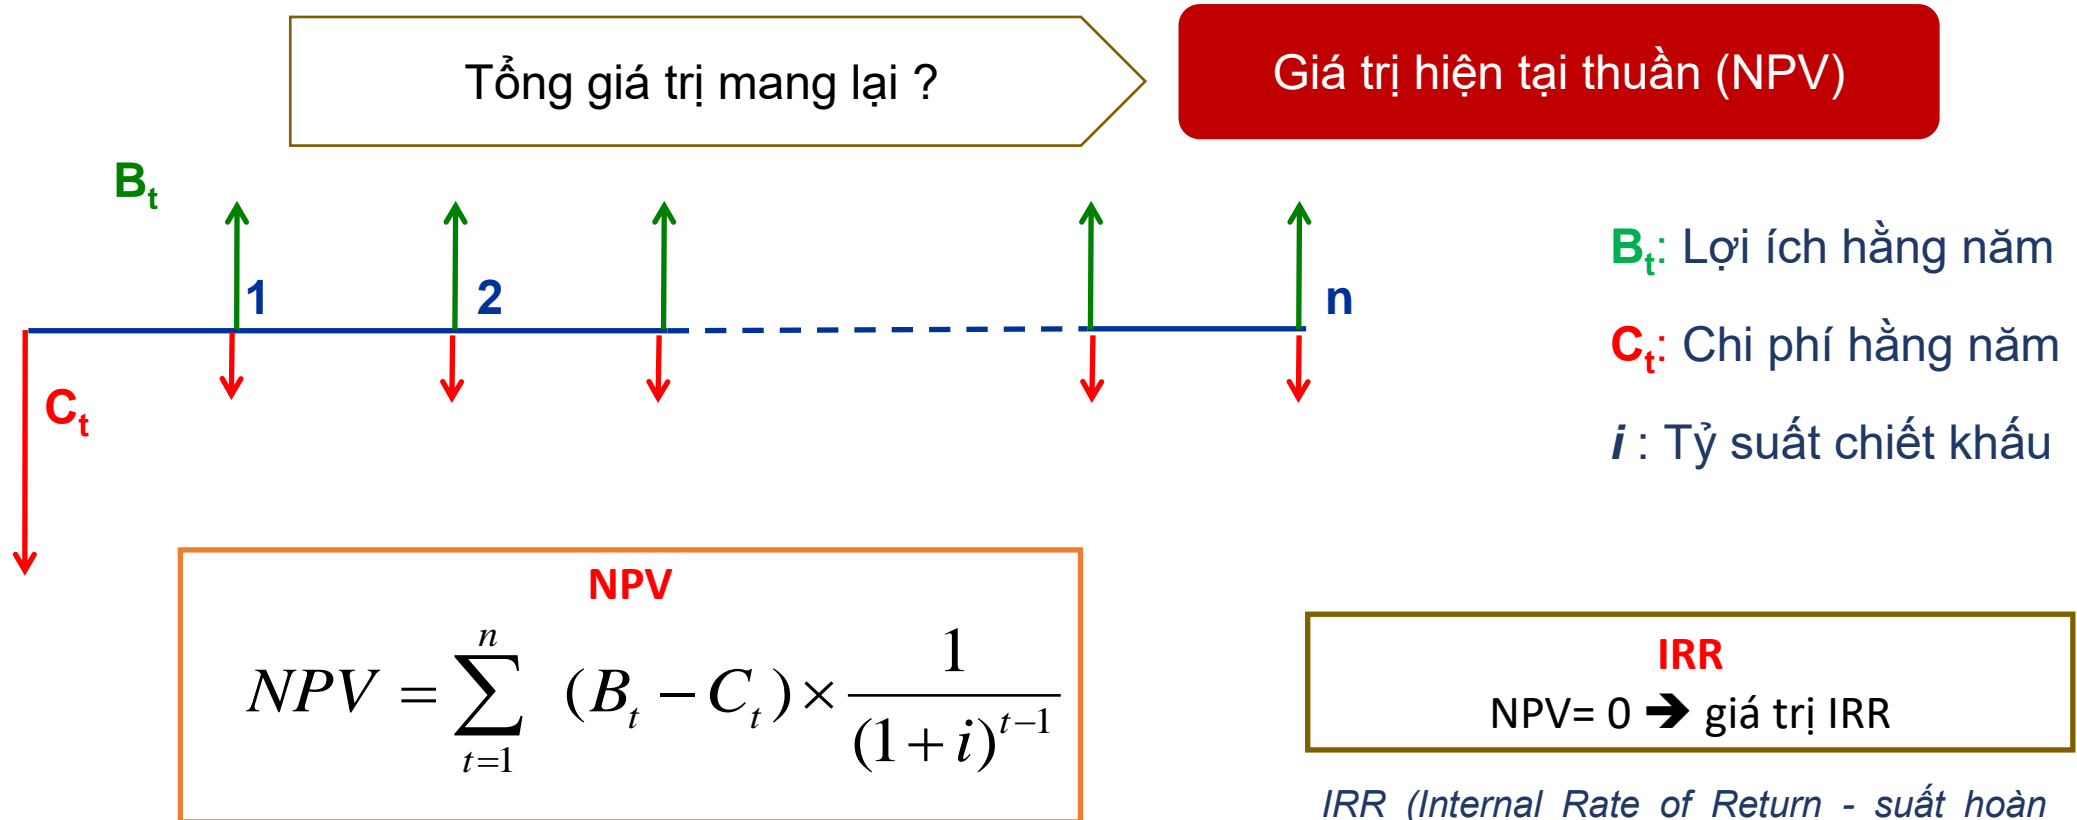 Tổng giá trị mang lại ?
Giá trị hiện tại thuần (NPV)
Bt
1
2
n
Ct
Bt: Lợi ích hằng năm
Ct: Chi phí hằng năm
i : Tỷ suất chiết khấu
NPV
NPV = ∑ (t=1 → n) (Bt − Ct) × 1/(1+i)^(t−1)
IRR
NPV= 0 ➔ giá trị IRR
IRR (Internal Rate of Return - suất hoàn